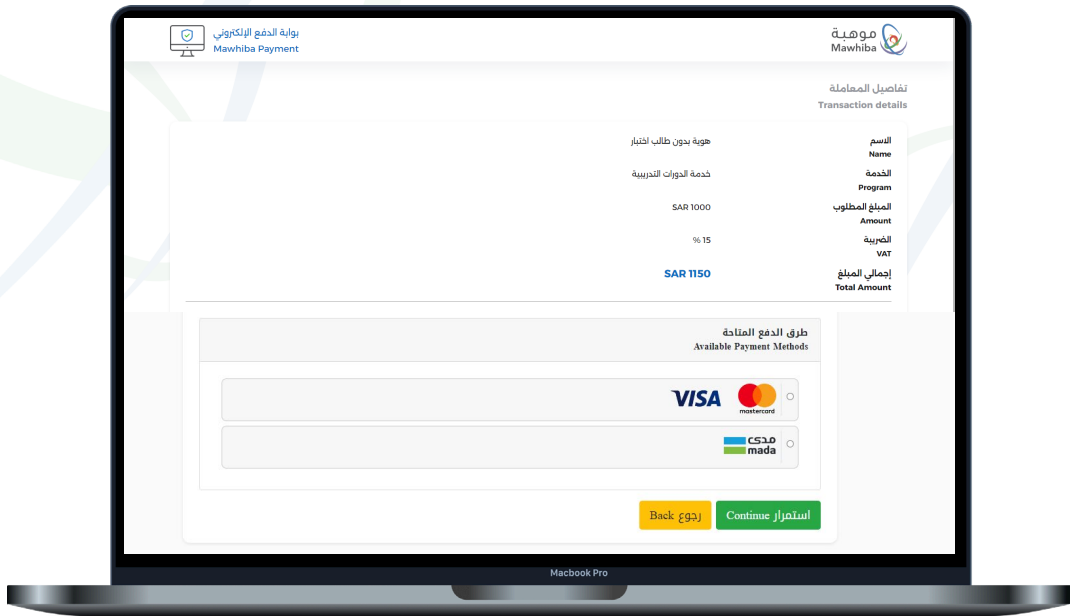 موهبة
Mawhiba
بوابة الدفع الإلكتروني
Mawhiba Payment
تفاصيل المعاملة
Transaction details
الاسم
Name
هوية بدون طالب اختبار
الخدمة
Program
خدمة الدورات التدريبية
المبلغ المطلوب
Amount
SAR 1000
الضريبة
VAT
% 15
إجمالي المبلغ
Total Amount
SAR 1150
طرق الدفع المتاحة
Available Payment Methods
mastercard
VISA
مدى
mada
استمرار Continue
رجوع Back
Macbook Pro